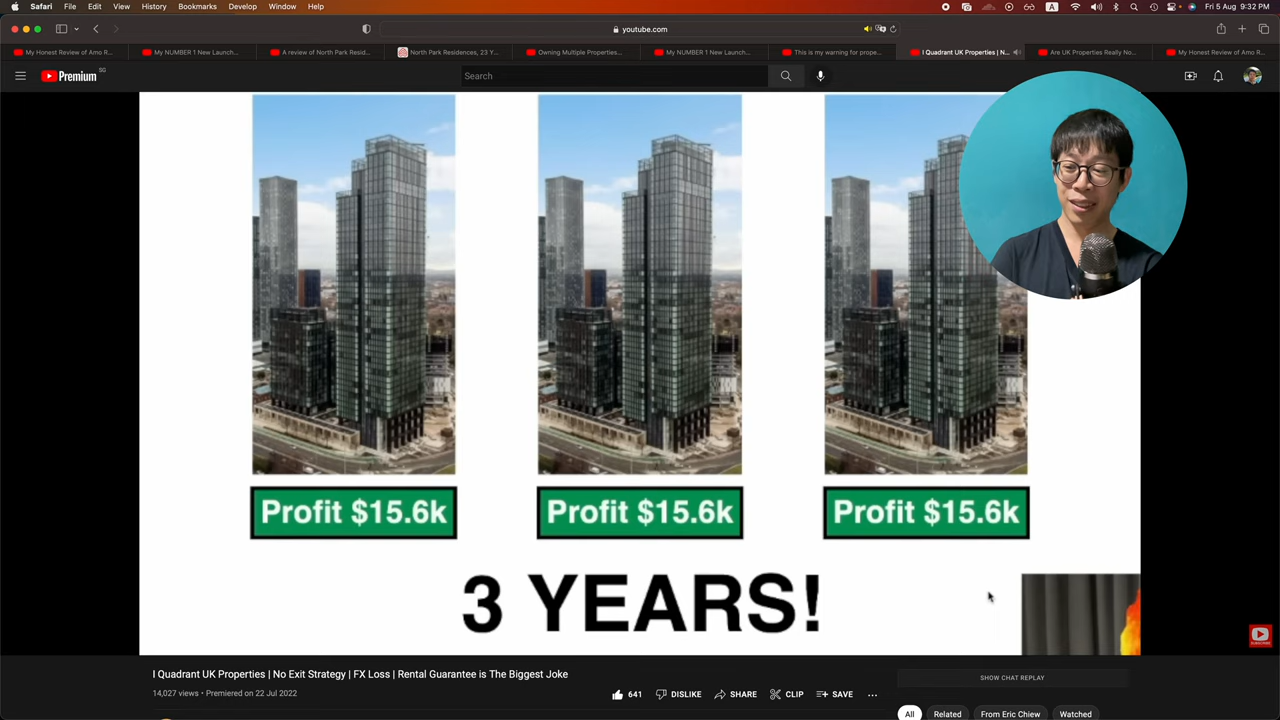 Safari File Edit View History Bookmarks Develop Window Help
A Fri 5 Aug 9:32 PM
youtube.com
My Honest Review of Amo R...
My NUMBER 1 New Launch...
A review of North Park Resid...
North Park Residences, 23 Y...
Owning Multiple Properties...
My NUMBER 1 New Launch...
This is my warning for prope...
I Quadrant UK Properties | N...
Are UK Properties Really No...
My Honest Review of Amo R...
Premium SG
Search
Profit $15.6k
Profit $15.6k
Profit $15.6k
3 YEARS!
SUBSCRIBE
I Quadrant UK Properties | No Exit Strategy | FX Loss | Rental Guarantee is The Biggest Joke
14,027 views • Premiered on 22 Jul 2022
641 DISLIKE SHARE CLIP SAVE ...
SHOW CHAT REPLAY
All Related From Eric Chiew Watched